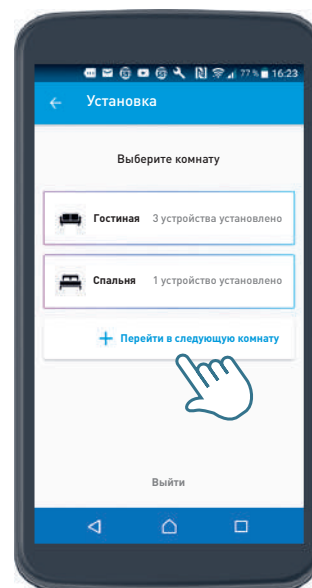 77 % 16:23
Установка
Выберите комнату
Гостиная 3 устройства установлено
Спальня 1 устройство установлено
+ Перейти в следующую комнату
Выйти